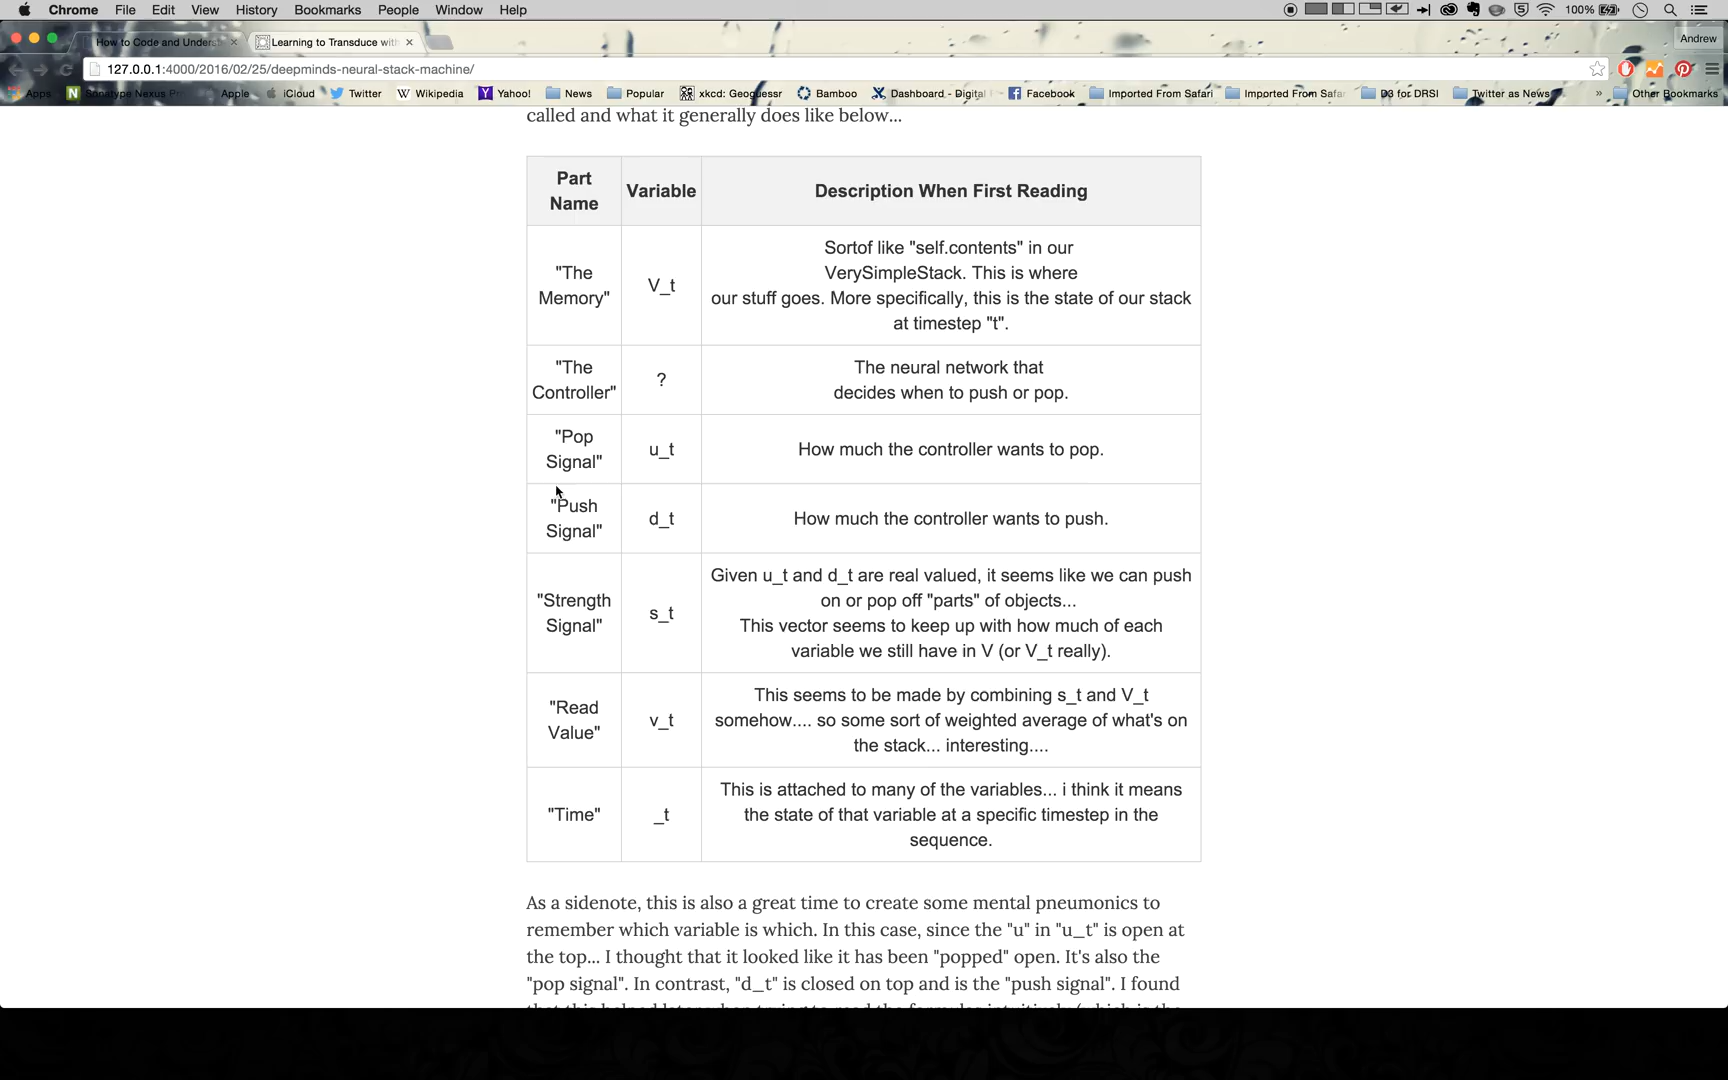 Chrome File Edit View History Bookmarks People Window Help 100%
How to Code and Underst
Learning to Transduce with
Andrew
127.0.0.1:4000/2016/02/25/deepminds-neural-stack-machine/
Apps Sonatype Nexus Pro Apple iCloud Twitter Wikipedia Yahoo! News Popular xkcd: Geoguessr Bamboo Dashboard - Digital Facebook Imported From Safari Imported From Safar D3 for DRSI Twitter as News » Other Bookmarks
called and what it generally does like below...
Part
Name
Variable
Description When First Reading
"The
Memory"
V_t
Sortof like "self.contents" in our
VerySimpleStack. This is where
our stuff goes. More specifically, this is the state of our stack
at timestep "t".
"The
Controller"
?
The neural network that
decides when to push or pop.
"Pop
Signal"
u_t
How much the controller wants to pop.
"Push
Signal"
d_t
How much the controller wants to push.
"Strength
Signal"
s_t
Given u_t and d_t are real valued, it seems like we can push
on or pop off "parts" of objects...
This vector seems to keep up with how much of each
variable we still have in V (or V_t really).
"Read
Value"
v_t
This seems to be made by combining s_t and V_t
somehow.... so some sort of weighted average of what's on
the stack... interesting....
"Time"
_t
This is attached to many of the variables... i think it means
the state of that variable at a specific timestep in the
sequence.
As a sidenote, this is also a great time to create some mental pneumonics to
remember which variable is which. In this case, since the "u" in "u_t" is open at
the top... I thought that it looked like it has been "popped" open. It's also the
"pop signal". In contrast, "d_t" is closed on top and is the "push signal". I found